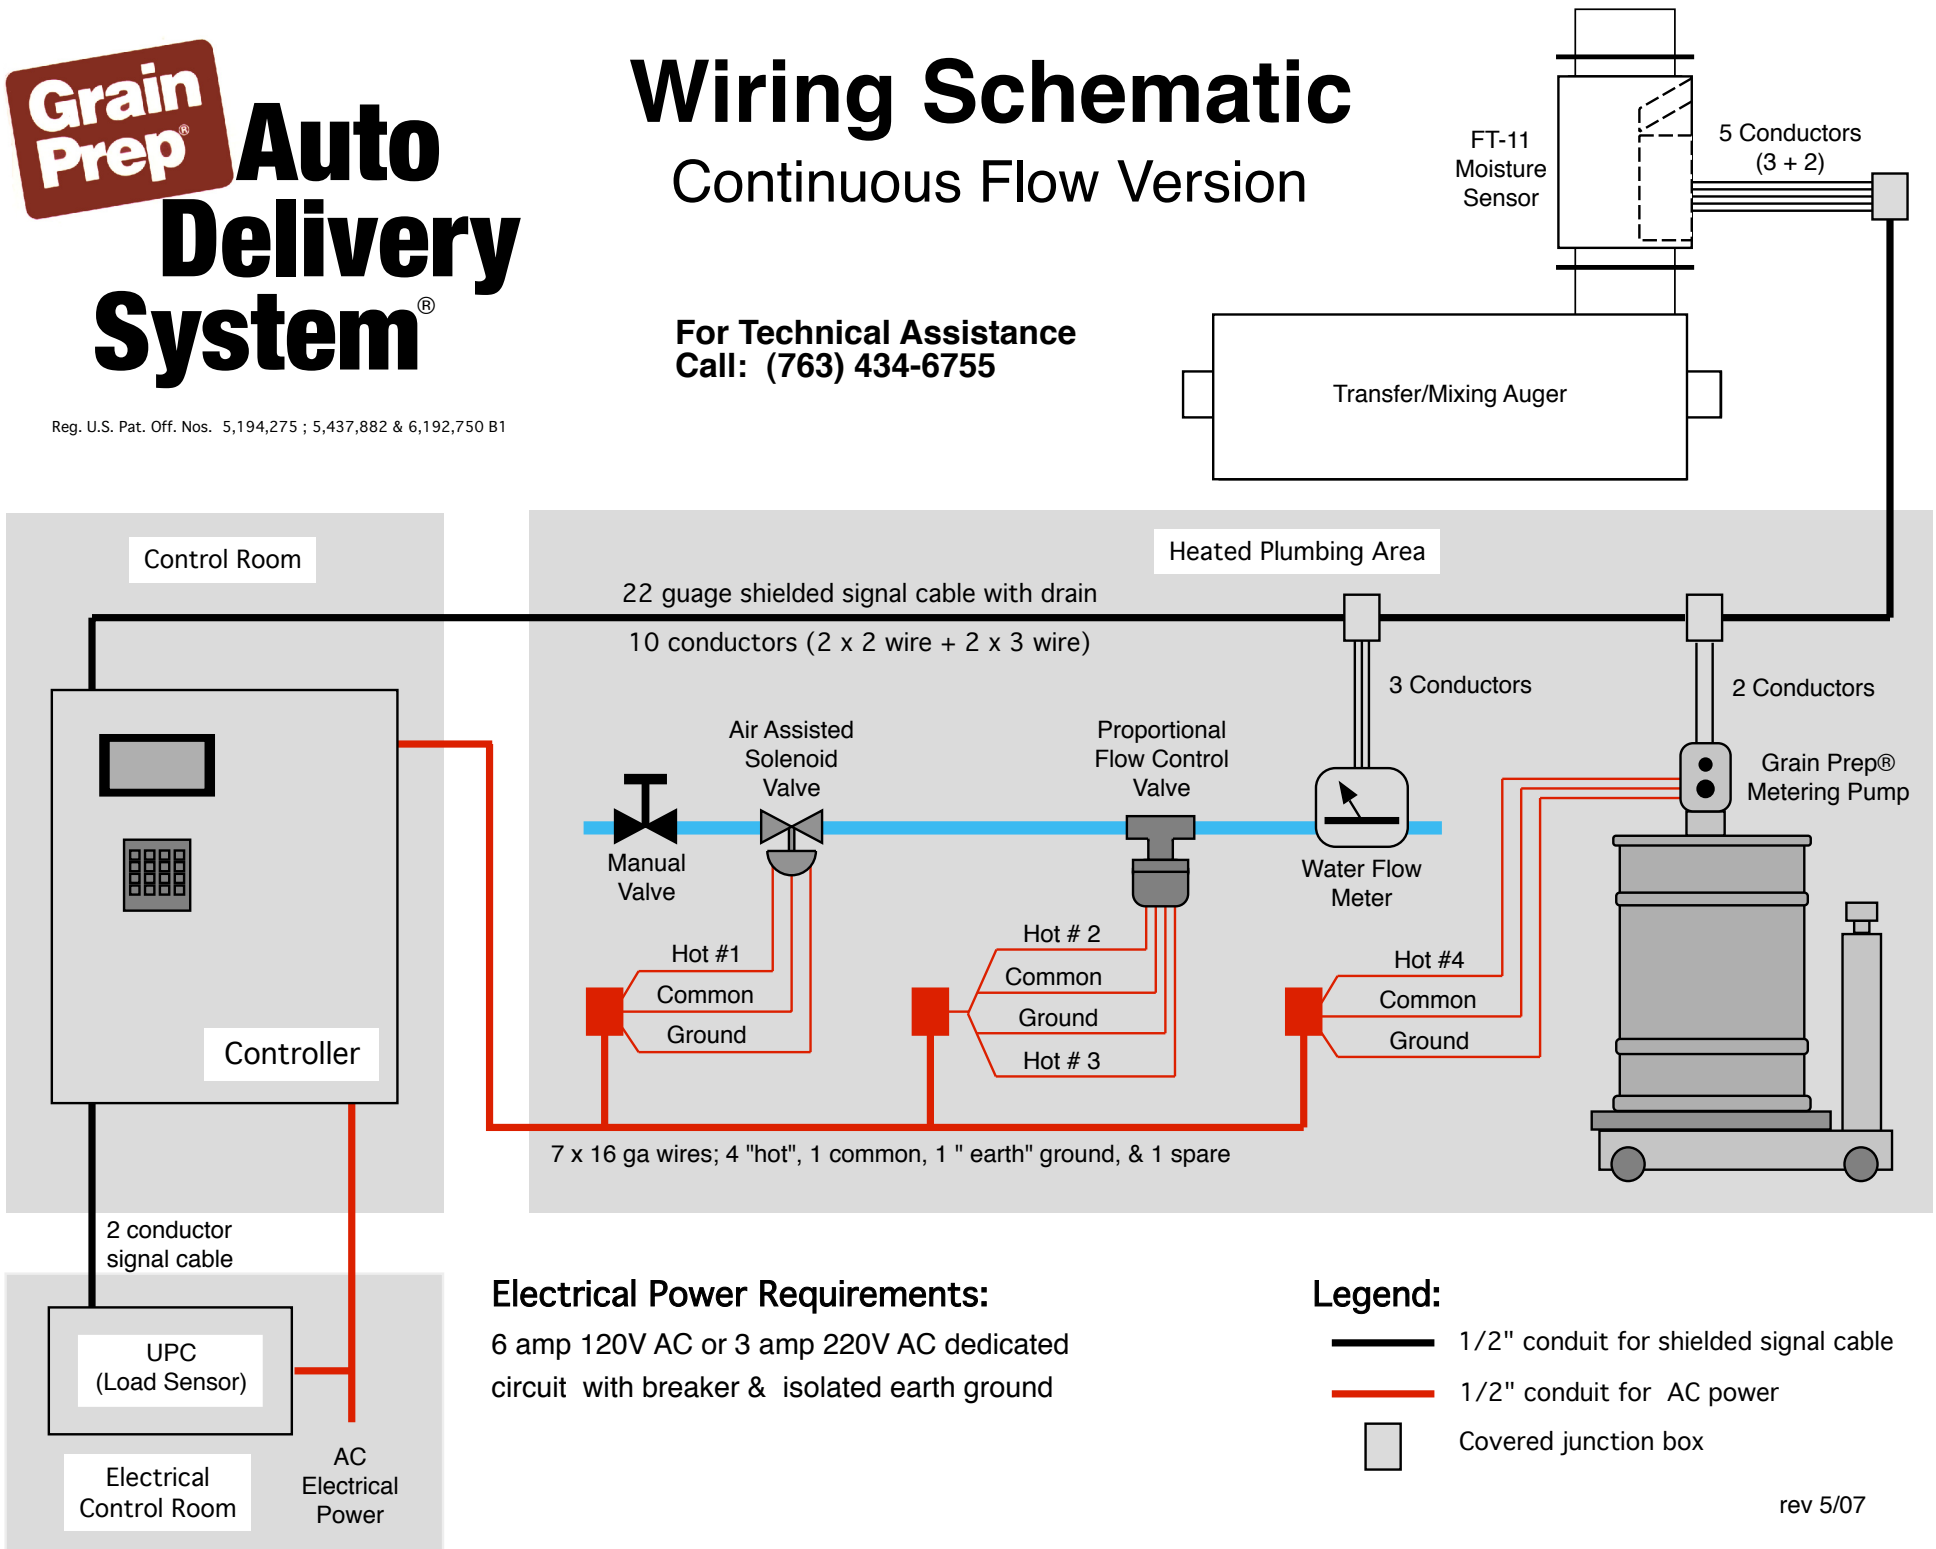 Grain
Prep®
Auto
Delivery
System®
Reg. U.S. Pat. Off. Nos.  5,194,275 ; 5,437,882 & 6,192,750 B1
Wiring Schematic
Continuous Flow Version
For Technical Assistance
Call:  (763) 434-6755
FT-11
Moisture
Sensor
5 Conductors
(3 + 2)
Transfer/Mixing Auger
Control Room
Heated Plumbing Area
22 guage shielded signal cable with drain
10 conductors (2 x 2 wire + 2 x 3 wire)
3 Conductors
2 Conductors
Air Assisted
Solenoid
Valve
Proportional
Flow Control
Valve
Grain Prep®
Metering Pump
Manual
Valve
Water Flow
Meter
Hot #1
Common
Ground
Hot # 2
Common
Ground
Hot # 3
Hot #4
Common
Ground
Controller
7 x 16 ga wires; 4 "hot", 1 common, 1 " earth" ground, & 1 spare
2 conductor
signal cable
UPC
(Load Sensor)
Electrical
Control Room
AC
Electrical
Power
Electrical Power Requirements:
6 amp 120V AC or 3 amp 220V AC dedicated
circuit  with breaker &  isolated earth ground
Legend:
1/2" conduit for shielded signal cable
1/2" conduit for  AC power
Covered junction box
rev 5/07